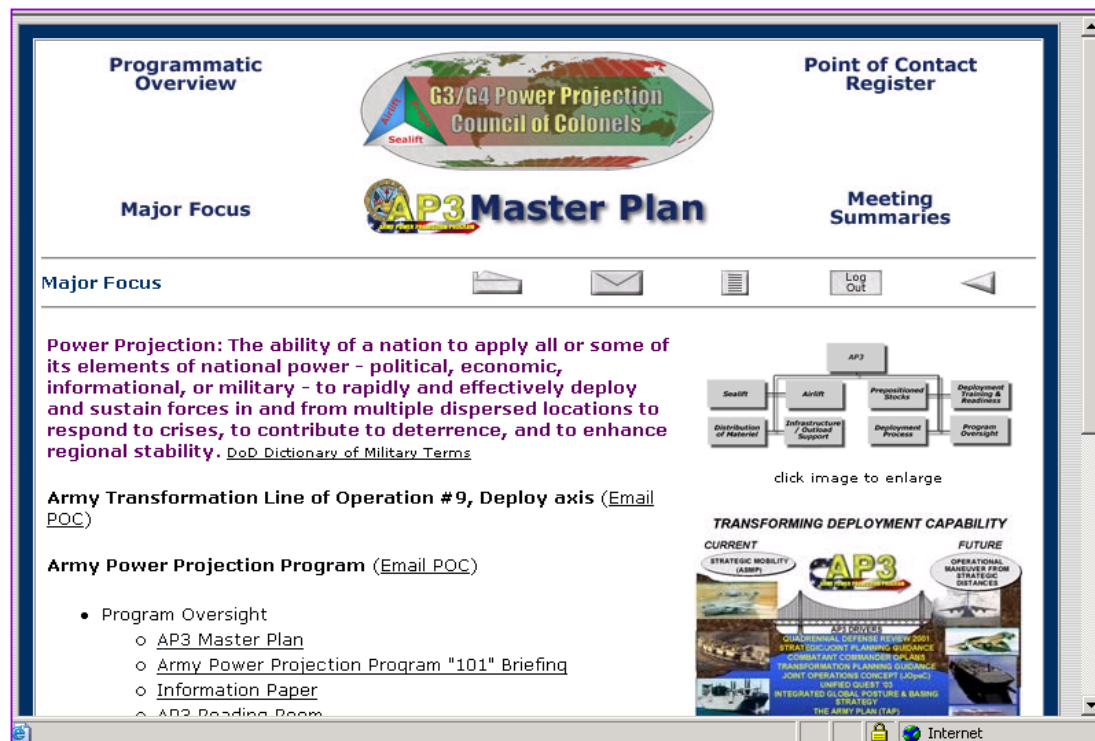 Programmatic
Overview
Point of Contact
Register
G3/G4 Power Projection
Council of Colonels
Airlift
Sealift
Major Focus
AP3 Master Plan
ARMY POWER PROJECTION PROGRAM
Meeting
Summaries
Major Focus
Log
Out
Power Projection: The ability of a nation to apply all or some of
its elements of national power - political, economic,
informational, or military - to rapidly and effectively deploy
and sustain forces in and from multiple dispersed locations to
respond to crises, to contribute to deterrence, and to enhance
regional stability. DoD Dictionary of Military Terms
Army Transformation Line of Operation #9, Deploy axis (Email
POC)
Army Power Projection Program (Email POC)
• Program Oversight
o AP3 Master Plan
o Army Power Projection Program "101" Briefing
o Information Paper
o AP3 Reading Room
AP3
Sealift
Airlift
Prepositioned
Stocks
Deployment
Training &
Readiness
Distribution
of Materiel
Infrastructure
/ Outload
Support
Deployment
Process
Program
Oversight
click image to enlarge
TRANSFORMING DEPLOYMENT CAPABILITY
CURRENT
FUTURE
STRATEGIC MOBILITY
(ASMP)
AP3
OPERATIONAL
MANEUVER FROM
STRATEGIC
DISTANCES
AP3 DRIVERS
QUADRENNIAL DEFENSE REVIEW 2001
STRATEGIC/JOINT PLANNING GUIDANCE
COMBATANT COMMANDER OPLANS
TRANSFORMATION PLANNING GUIDANCE
JOINT OPERATIONS CONCEPT (JOpsC)
UNIFIED QUEST '03
INTEGRATED GLOBAL POSTURE & BASING
STRATEGY
THE ARMY PLAN (TAP)
Internet